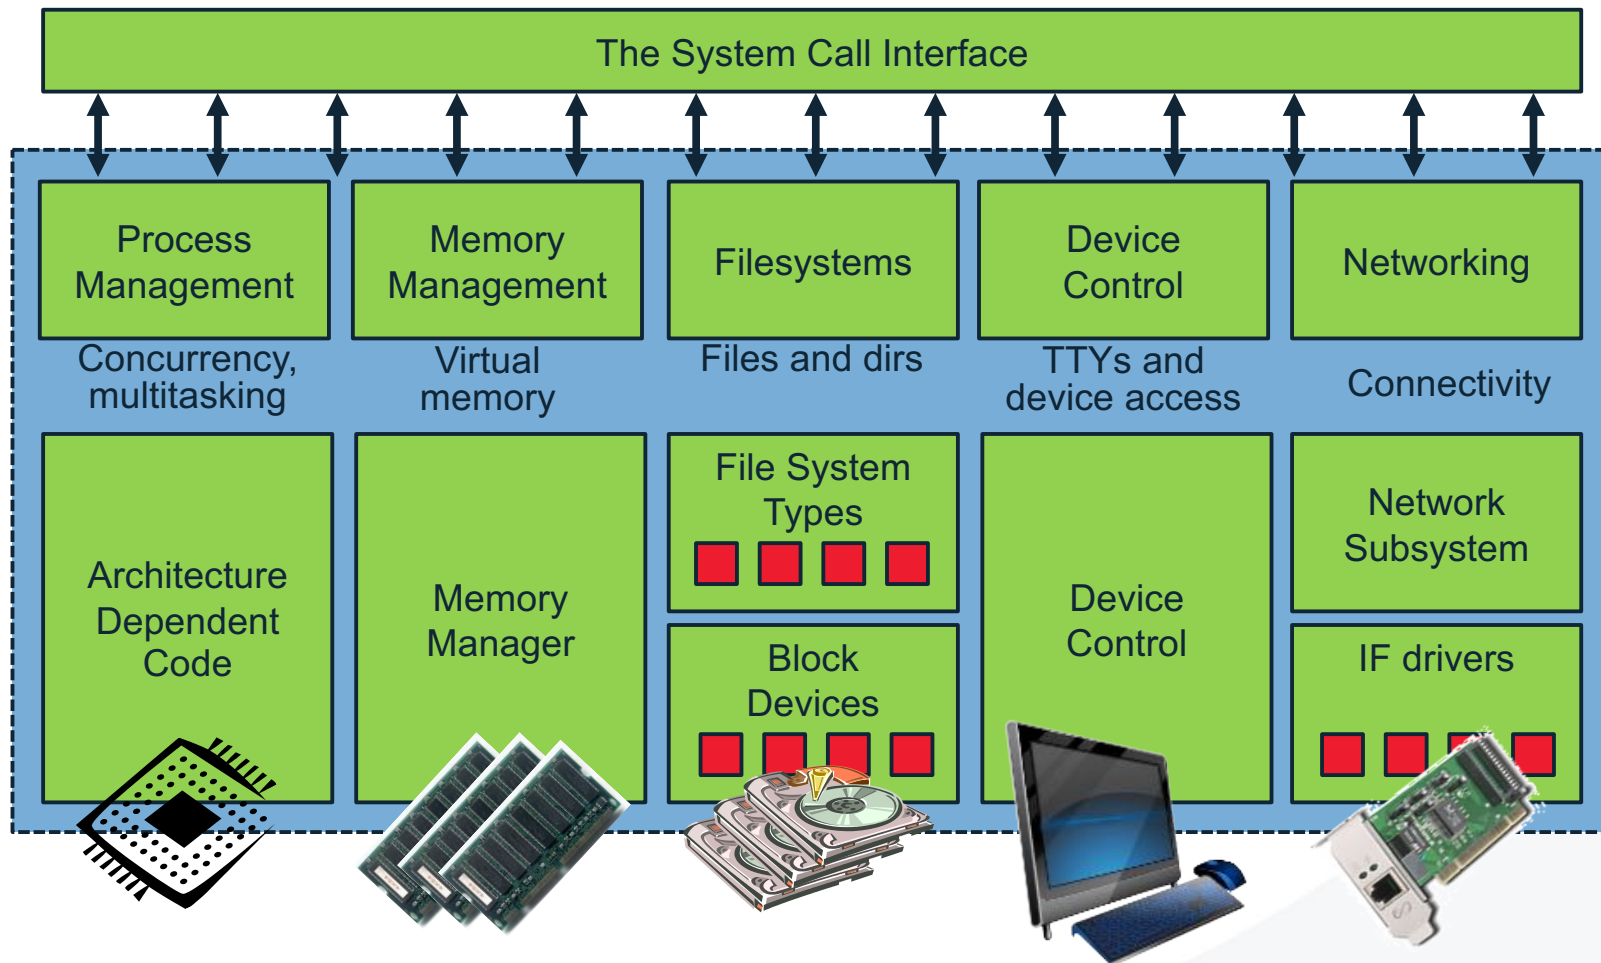 The System Call Interface
Process
Management
Memory
Management
Filesystems
Device
Control
Networking
Concurrency,
multitasking
Virtual
memory
Files and dirs
TTYs and
device access
Connectivity
Architecture
Dependent
Code
Memory
Manager
File System
Types
Block
Devices
Device
Control
Network
Subsystem
IF drivers